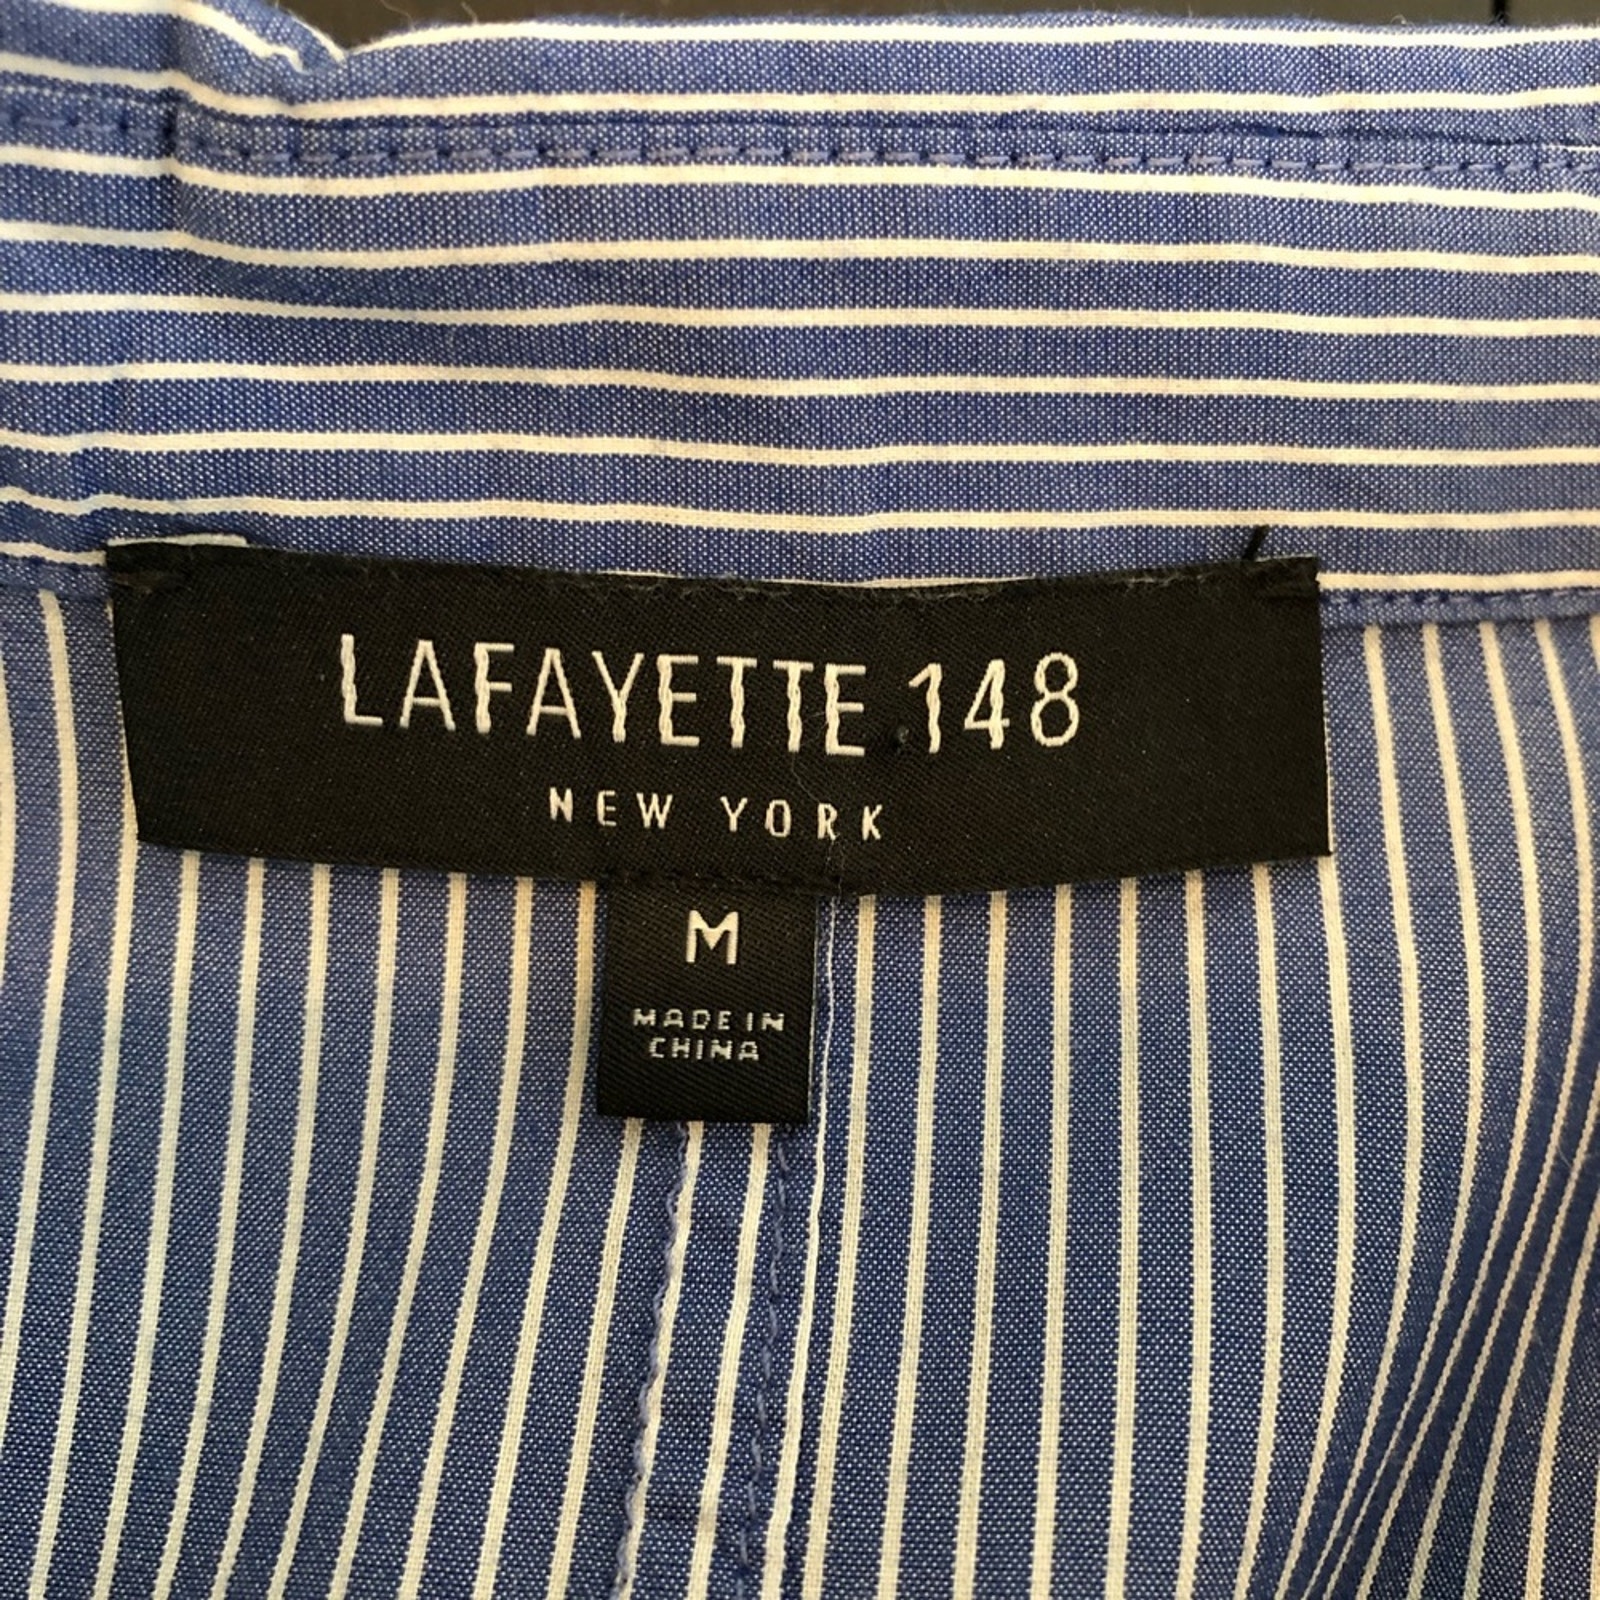 LAFAYETTE 148
NEW YORK
M
MADE IN
CHINA